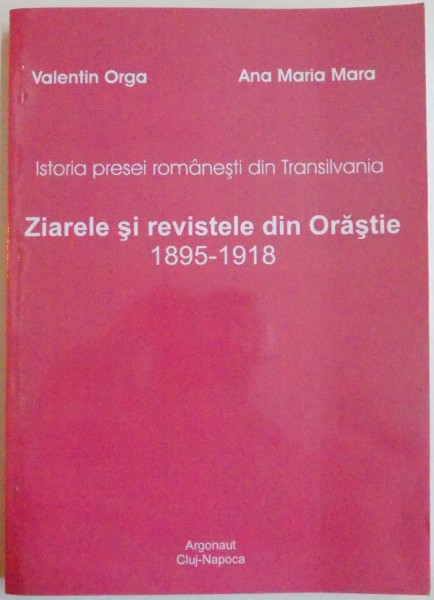 Valentin Orga Ana Maria Mara
Istoria presei româneşti din Transilvania
Ziarele şi revistele din Orăştie
1895-1918
Argonaut
Cluj-Napoca